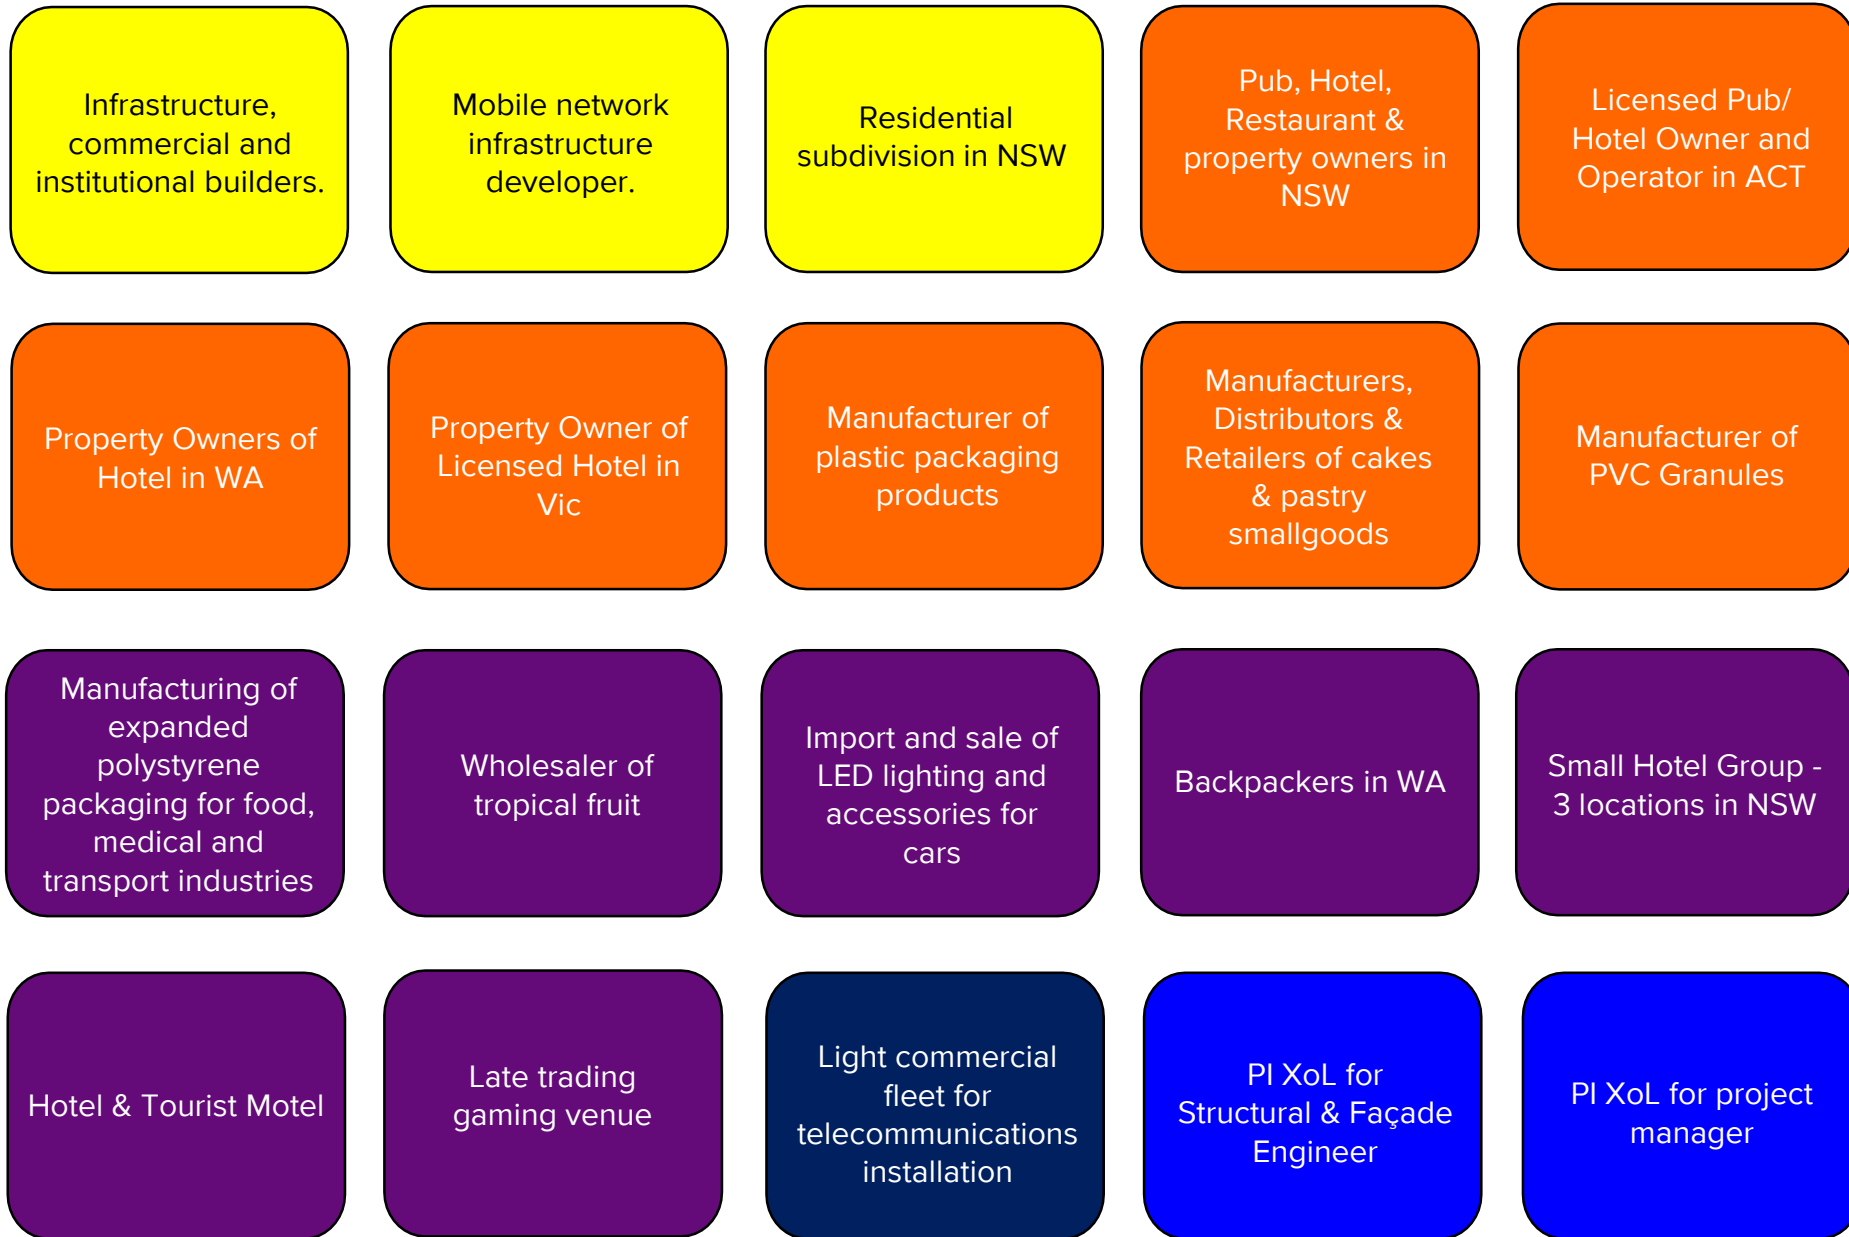 Infrastructure,
commercial and
institutional builders.
Mobile network
infrastructure
developer.
Residential
subdivision in NSW
Pub, Hotel,
Restaurant &
property owners in
NSW
Licensed Pub/
Hotel Owner and
Operator in ACT
Property Owners of
Hotel in WA
Property Owner of
Licensed Hotel in
Vic
Manufacturer of
plastic packaging
products
Manufacturers,
Distributors &
Retailers of cakes
& pastry
smallgoods
Manufacturer of
PVC Granules
Manufacturing of
expanded
polystyrene
packaging for food,
medical and
transport industries
Wholesaler of
tropical fruit
Import and sale of
LED lighting and
accessories for
cars
Backpackers in WA
Small Hotel Group -
3 locations in NSW
Hotel & Tourist Motel
Late trading
gaming venue
Light commercial
fleet for
telecommunications
installation
PI XoL for
Structural & Façade
Engineer
PI XoL for project
manager